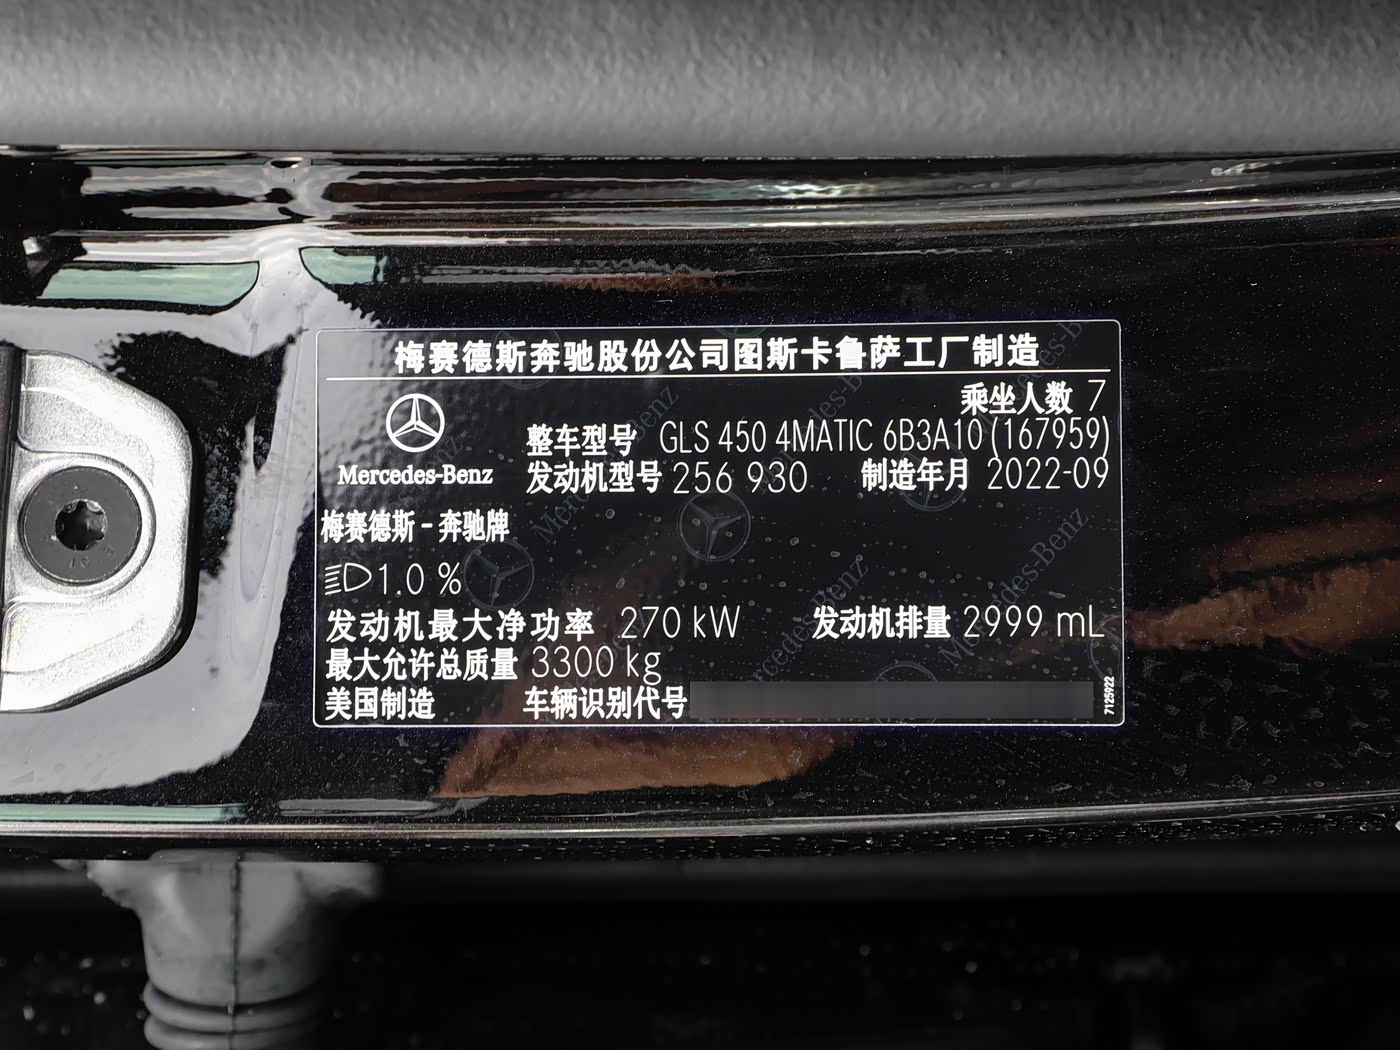 梅赛德斯奔驰股份公司图斯卡鲁萨工厂制造
乘坐人数 7
Mercedes-Benz
整车型号 GLS 450 4MATIC 6B3A10 (167959)
发动机型号 256 930 制造年月 2022-09
梅赛德斯 - 奔驰牌
1.0 %
发动机最大净功率 270 kW 发动机排量 2999 mL
最大允许总质量 3300 kg
美国制造 车辆识别代号
7125922